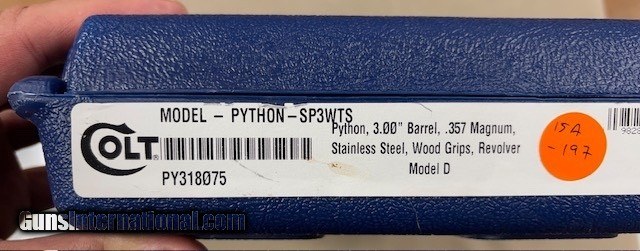 MODEL - PYTHON-SP3WTS
COLT
PY318075
Python, 3.00" Barrel, .357 Magnum,
Stainless Steel, Wood Grips, Revolver
Model D
15A
-197
9828
GunsInternational.com